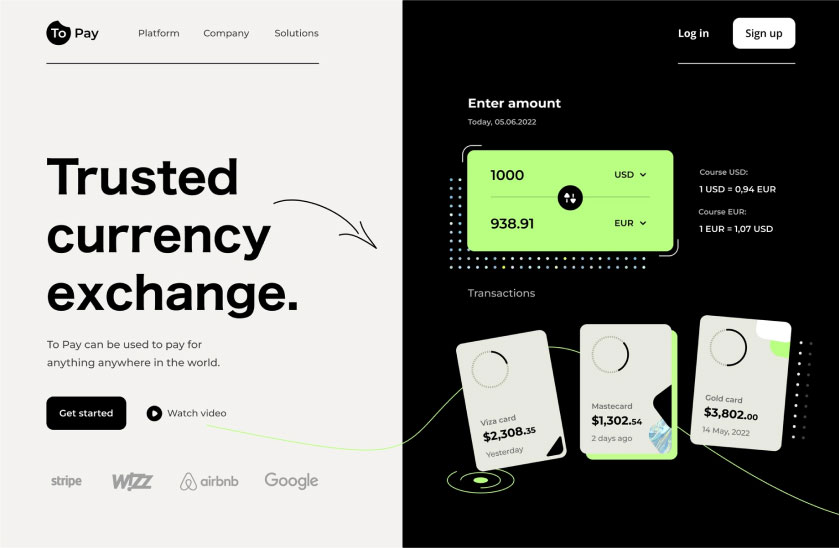 To Pay
Platform Company Solutions
Log in
Sign up
Trusted
currency
exchange.
To Pay can be used to pay for
anything anywhere in the world.
Get started
Watch video
stripe
WIZZ
airbnb
Google
Enter amount
Today, 05.06.2022
1000 USD
938.91 EUR
Course USD:
1 USD = 0,94 EUR
Course EUR:
1 EUR = 1,07 USD
Transactions
Viza card
$2,308.35
Yesterday
Mastecard
$1,302.54
2 days ago
Gold card
$3,802.00
14 May, 2022